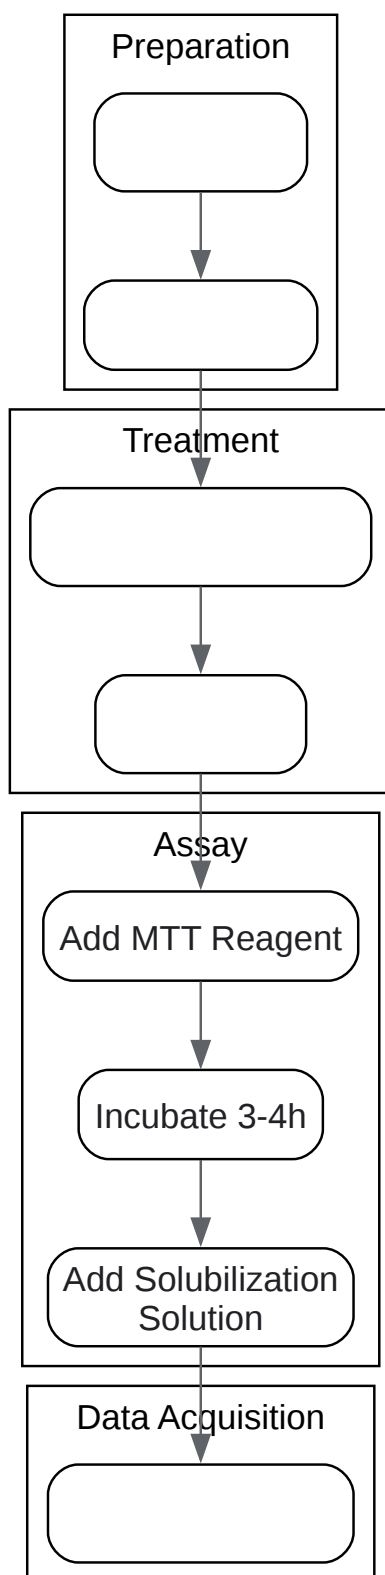 Preparation
Treatment
Assay
Add MTT Reagent
Incubate 3-4h
Add Solubilization
Solution
Data Acquisition